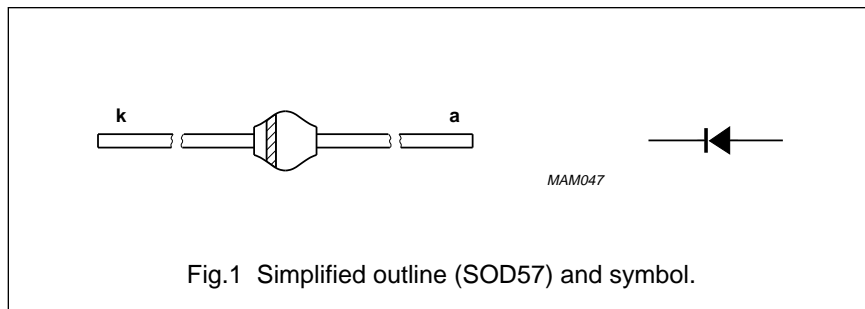 k
a
MAM047
Fig.1 Simplified outline (SOD57) and symbol.